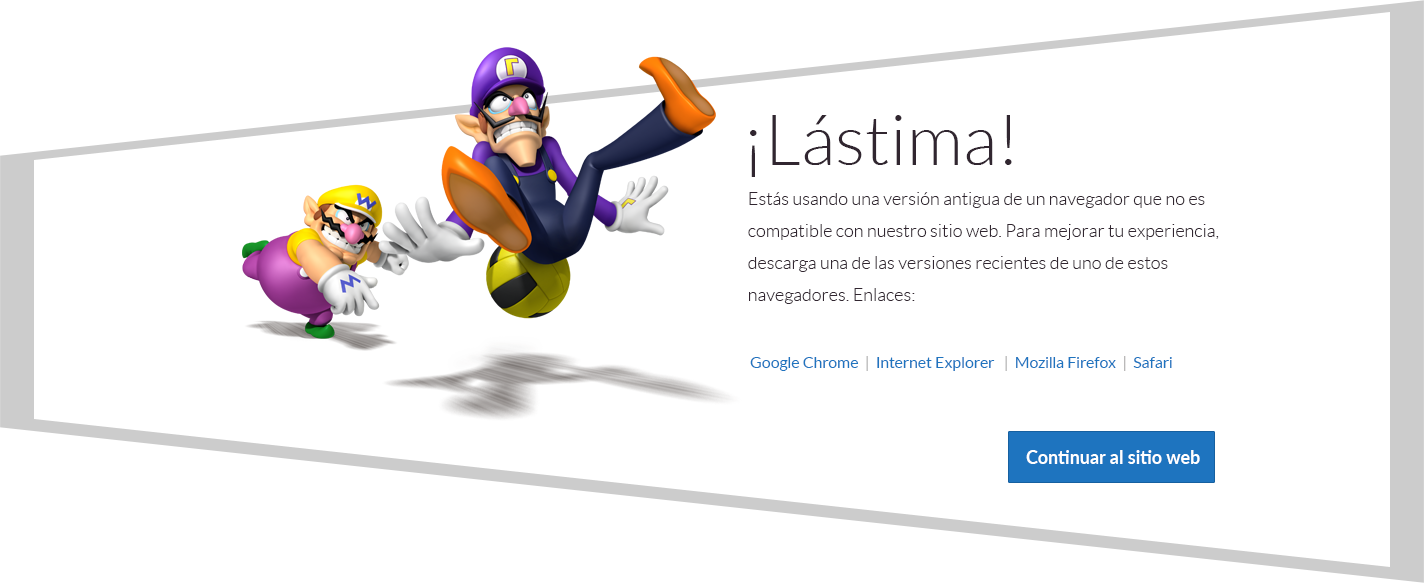 ¡Lástima!
Estás usando una versión antigua de un navegador que no es
compatible con nuestro sitio web. Para mejorar tu experiencia,
descarga una de las versiones recientes de uno de estos
navegadores. Enlaces:
Google Chrome | Internet Explorer | Mozilla Firefox | Safari
Continuar al sitio web